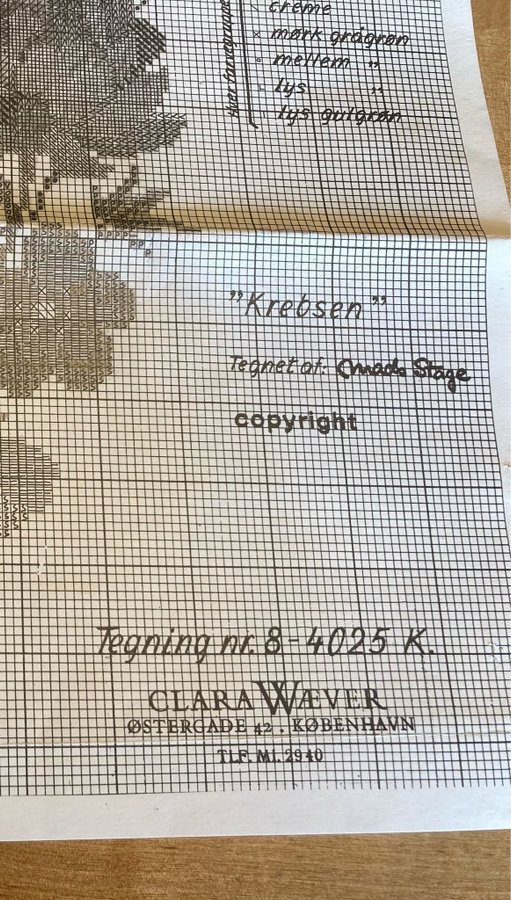 creme
× mørk grågrøn
∘ mellem "
lys "
lys gulgrøn
"Krebsen"
Tegnet af: Mads Stage
copyright
Tegning nr. 8-4025 K.
CLARA WÆVER
ØSTERGADE 42 . KØBENHAVN
TLF. MI. 2940